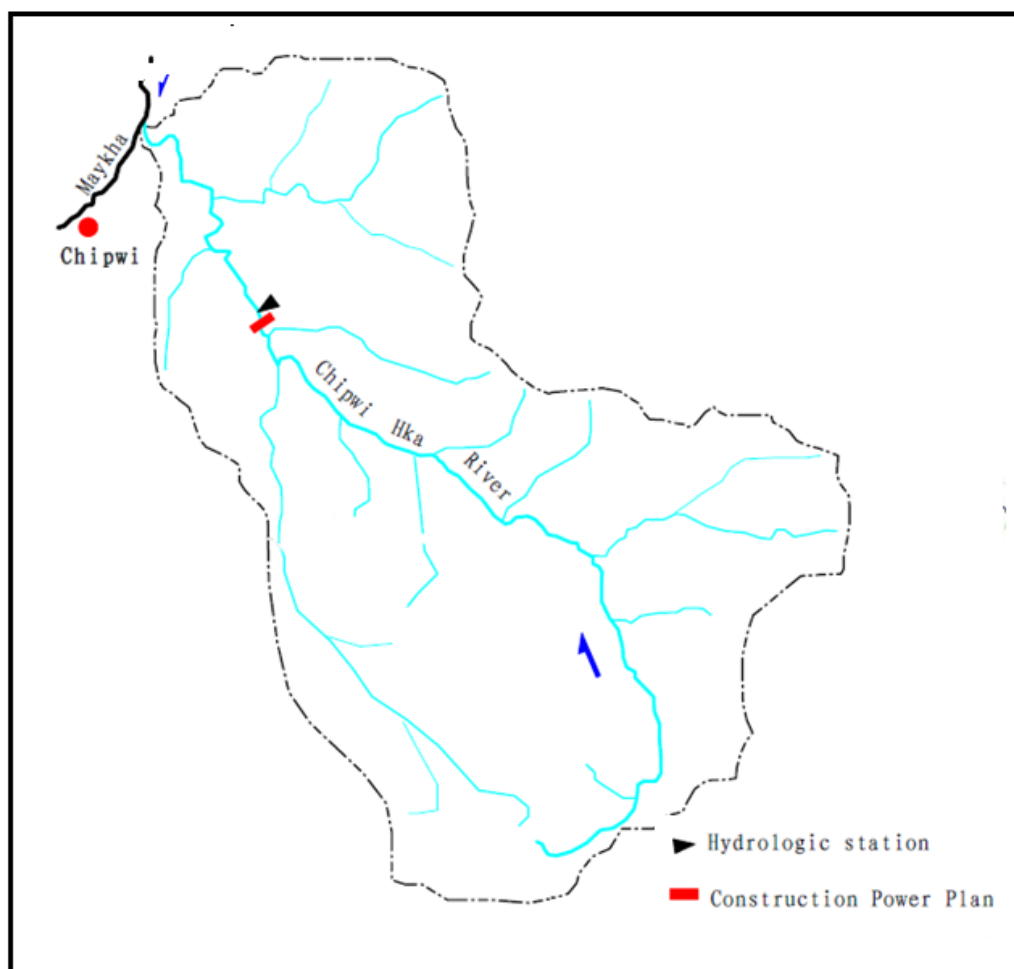 Maykha
Chipwi
Chipwi Hka River
Hydrologic station
Construction Power Plan